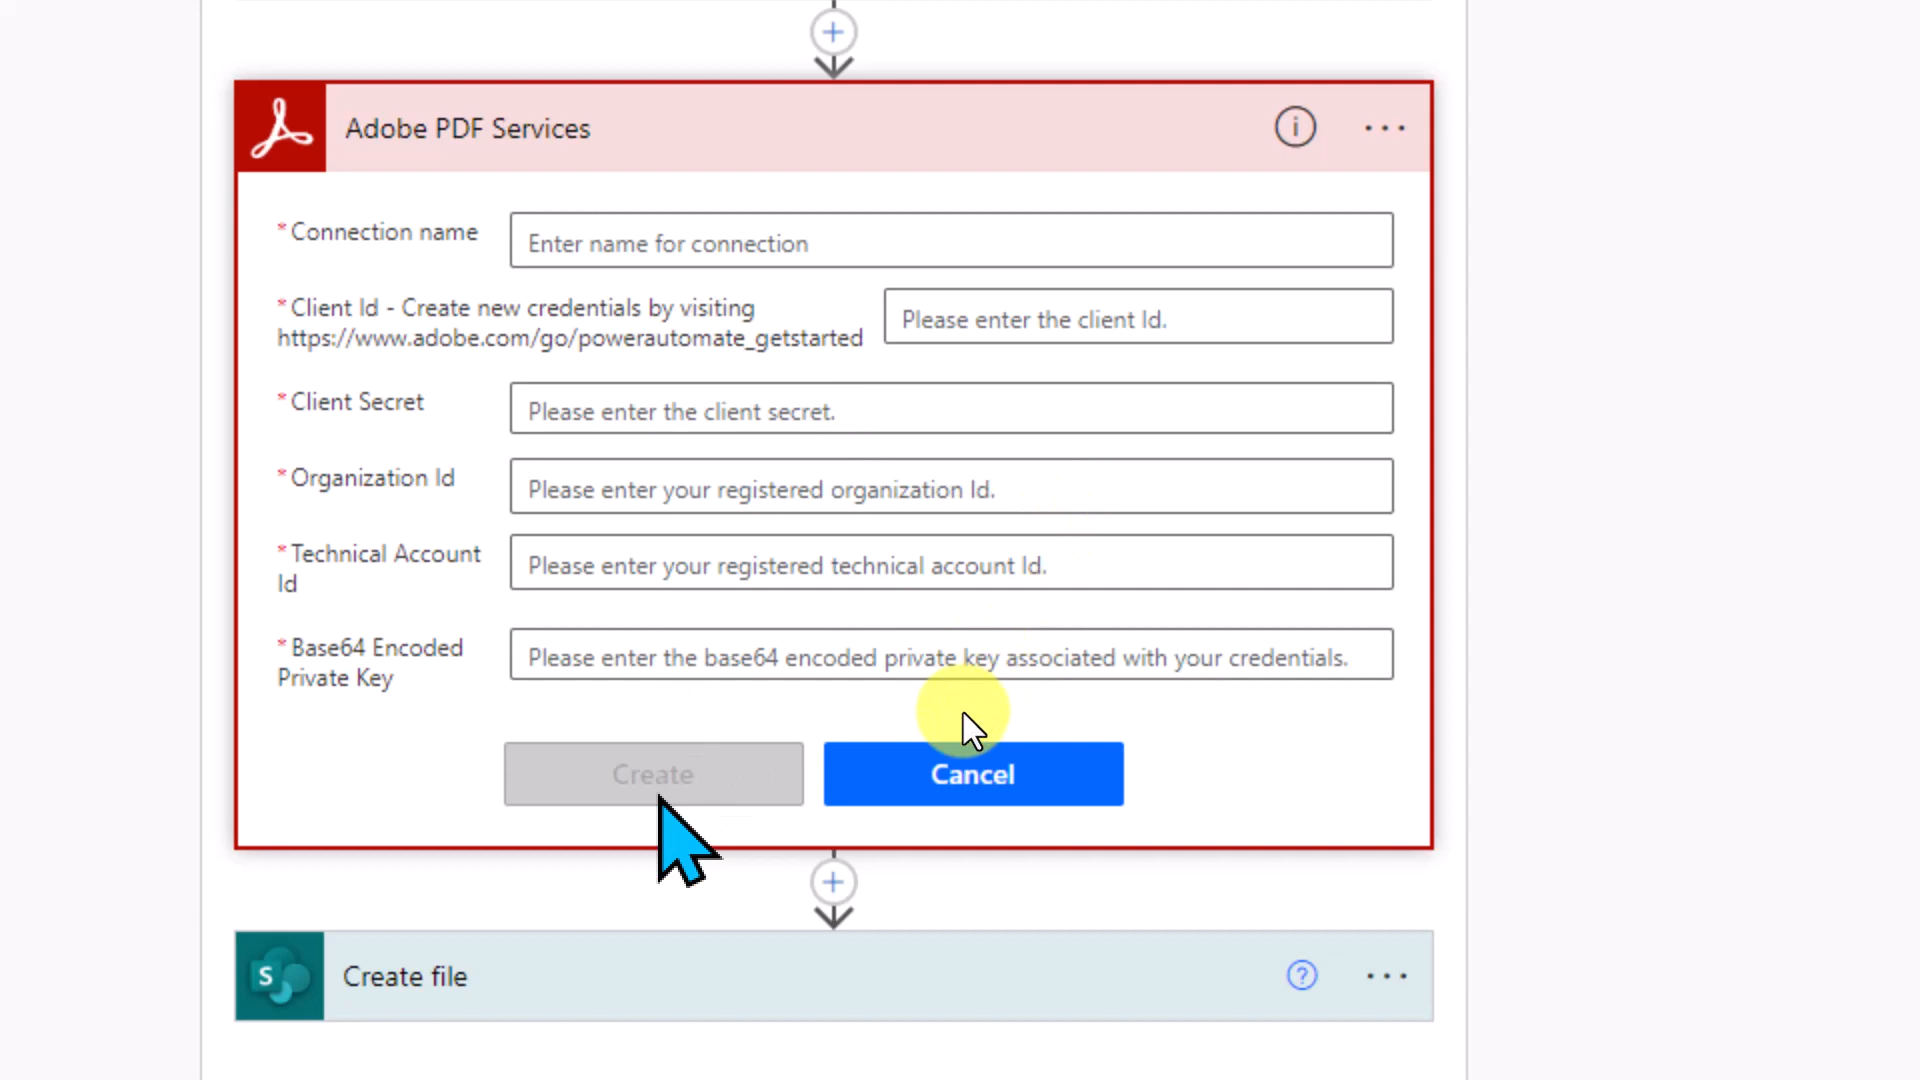 Adobe PDF Services
* Connection name
Enter name for connection
* Client Id - Create new credentials by visiting
https://www.adobe.com/go/powerautomate_getstarted
Please enter the client Id.
* Client Secret
Please enter the client secret.
* Organization Id
Please enter your registered organization Id.
* Technical Account
Id
Please enter your registered technical account Id.
* Base64 Encoded
Private Key
Please enter the base64 encoded private key associated with your credentials.
Create
Cancel
S
Create file